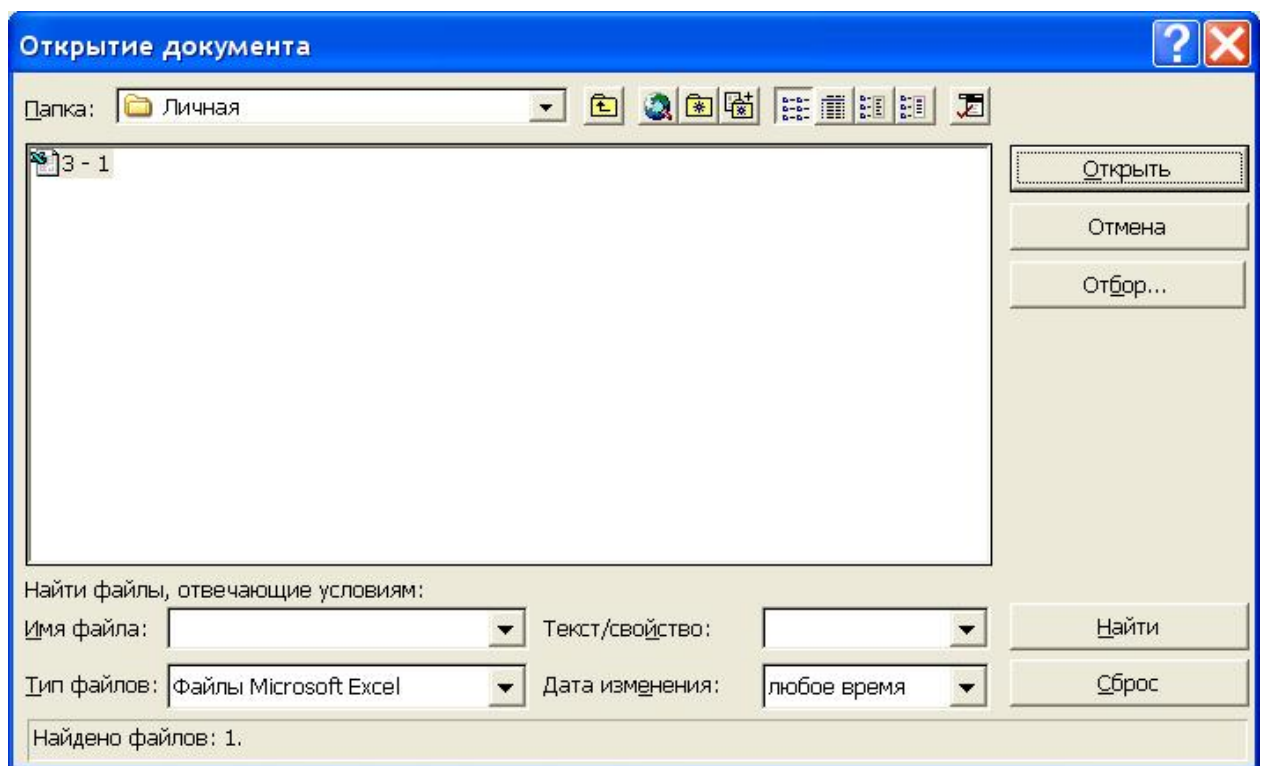 Открытие документа
Папка: Личная
3 - 1
Открыть
Отмена
Отбор...
Найти файлы, отвечающие условиям:
Имя файла: Текст/свойство: Найти
Тип файлов: Файлы Microsoft Excel Дата изменения: любое время Сброс
Найдено файлов: 1.